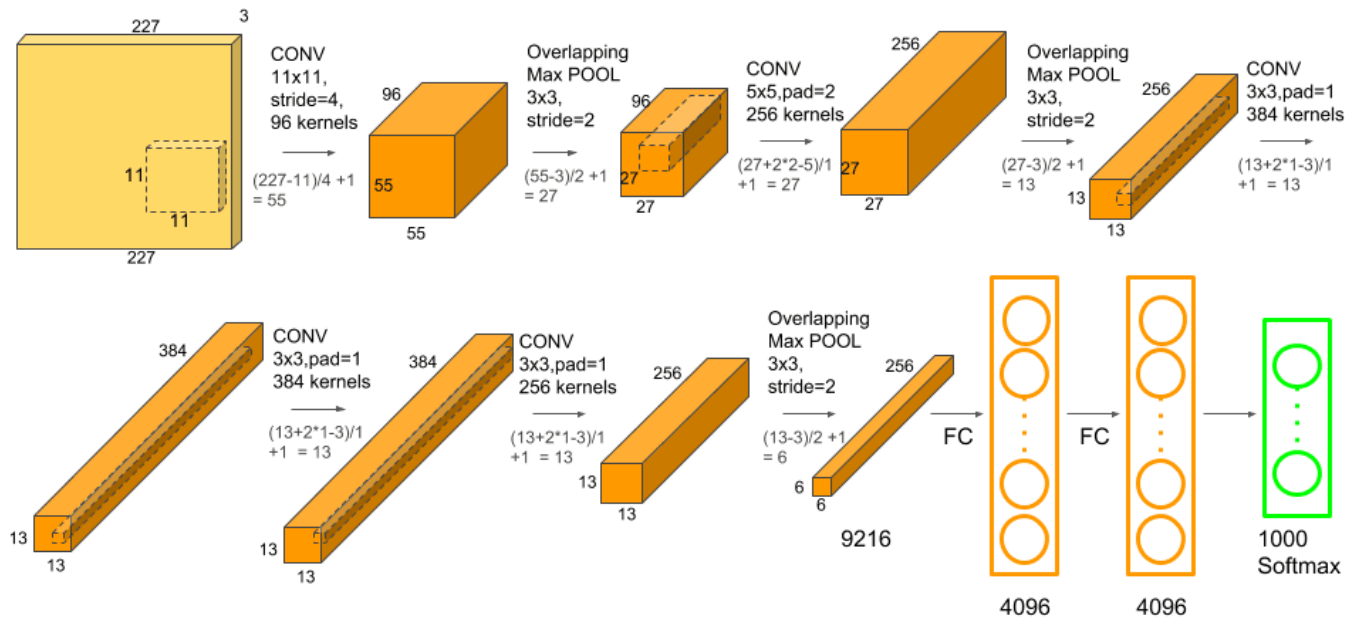 227
3
11
11
227
CONV
11x11,
stride=4,
96 kernels
(227-11)/4 +1
= 55
96
55
55
Overlapping
Max POOL
3x3,
stride=2
(55-3)/2 +1
= 27
96
27
27
CONV
5x5,pad=2
256 kernels
(27+2*2-5)/1
+1 = 27
256
27
27
Overlapping
Max POOL
3x3,
stride=2
(27-3)/2 +1
= 13
256
13
13
CONV
3x3,pad=1
384 kernels
(13+2*1-3)/1
+1 = 13
384
13
13
CONV
3x3,pad=1
384 kernels
(13+2*1-3)/1
+1 = 13
384
13
13
CONV
3x3,pad=1
256 kernels
(13+2*1-3)/1
+1 = 13
256
13
13
Overlapping
Max POOL
3x3,
stride=2
(13-3)/2 +1
= 6
256
6
6
9216
FC
4096
FC
4096
1000
Softmax